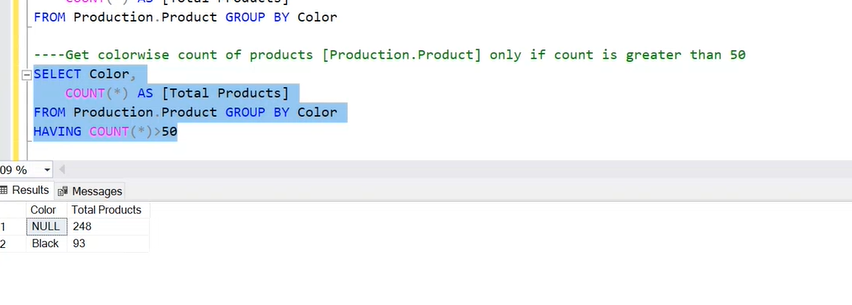 COUNT(*) AS [Total Products]
FROM Production.Product GROUP BY Color
----Get colorwise count of products [Production.Product] only if count is greater than 50
SELECT Color,
COUNT(*) AS [Total Products]
FROM Production.Product GROUP BY Color
HAVING COUNT(*)>50
09 %
Results Messages
Color Total Products
1 NULL 248
2 Black 93